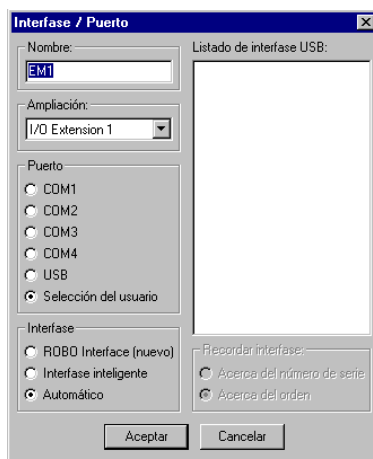 Interfase / Puerto
Nombre:
EM1
Ampliación:
I/O Extension 1
Puerto
COM1
COM2
COM3
COM4
USB
Selección del usuario
Interfase
ROBO Interface (nuevo)
Interfase inteligente
Automático
Listado de interfase USB:
Recordar interfase:
Acerca del número de serie
Acerca del orden
Aceptar
Cancelar